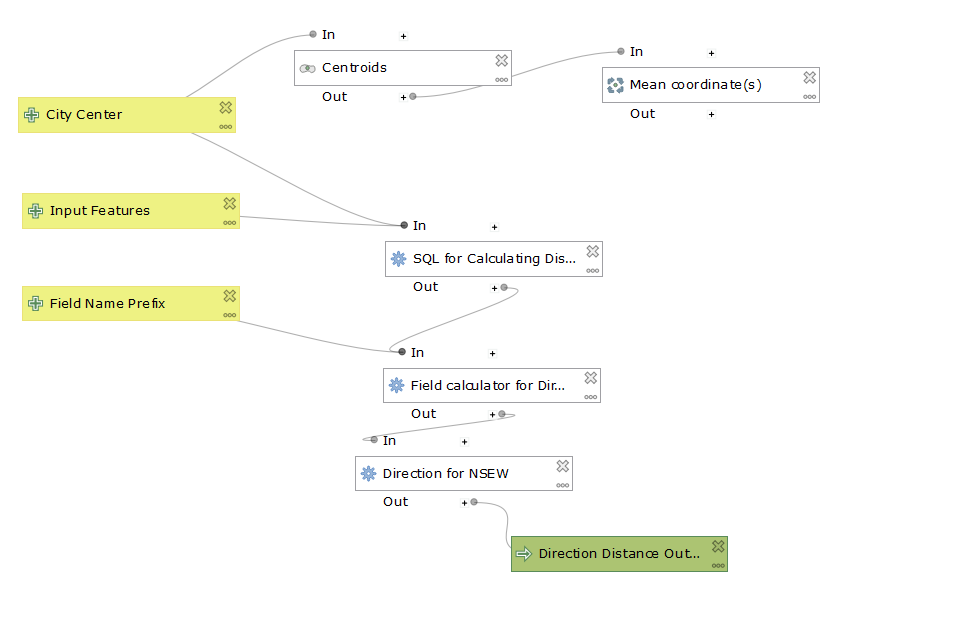 In
Centroids
Out
In
Mean coordinate(s)
Out
City Center
Input Features
In
SQL for Calculating Dis...
Out
Field Name Prefix
In
Field calculator for Dir...
Out
In
Direction for NSEW
Out
Direction Distance Out...